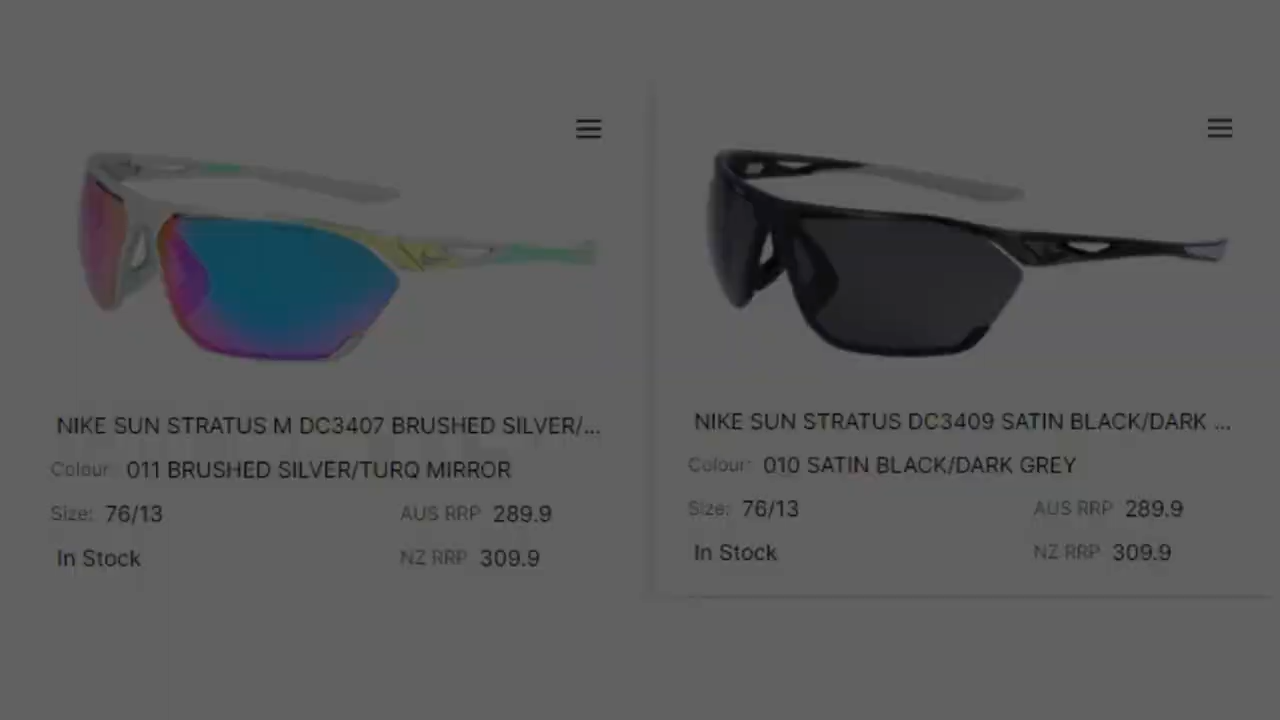 NIKE SUN STRATUS M DC3407 BRUSHED SILVER/...
Colour: 011 BRUSHED SILVER/TURQ MIRROR
Size: 76/13 AUS RRP 289.9
In Stock NZ RRP 309.9
NIKE SUN STRATUS DC3409 SATIN BLACK/DARK ...
Colour: 010 SATIN BLACK/DARK GREY
Size: 76/13 AUS RRP 289.9
In Stock NZ RRP 309.9